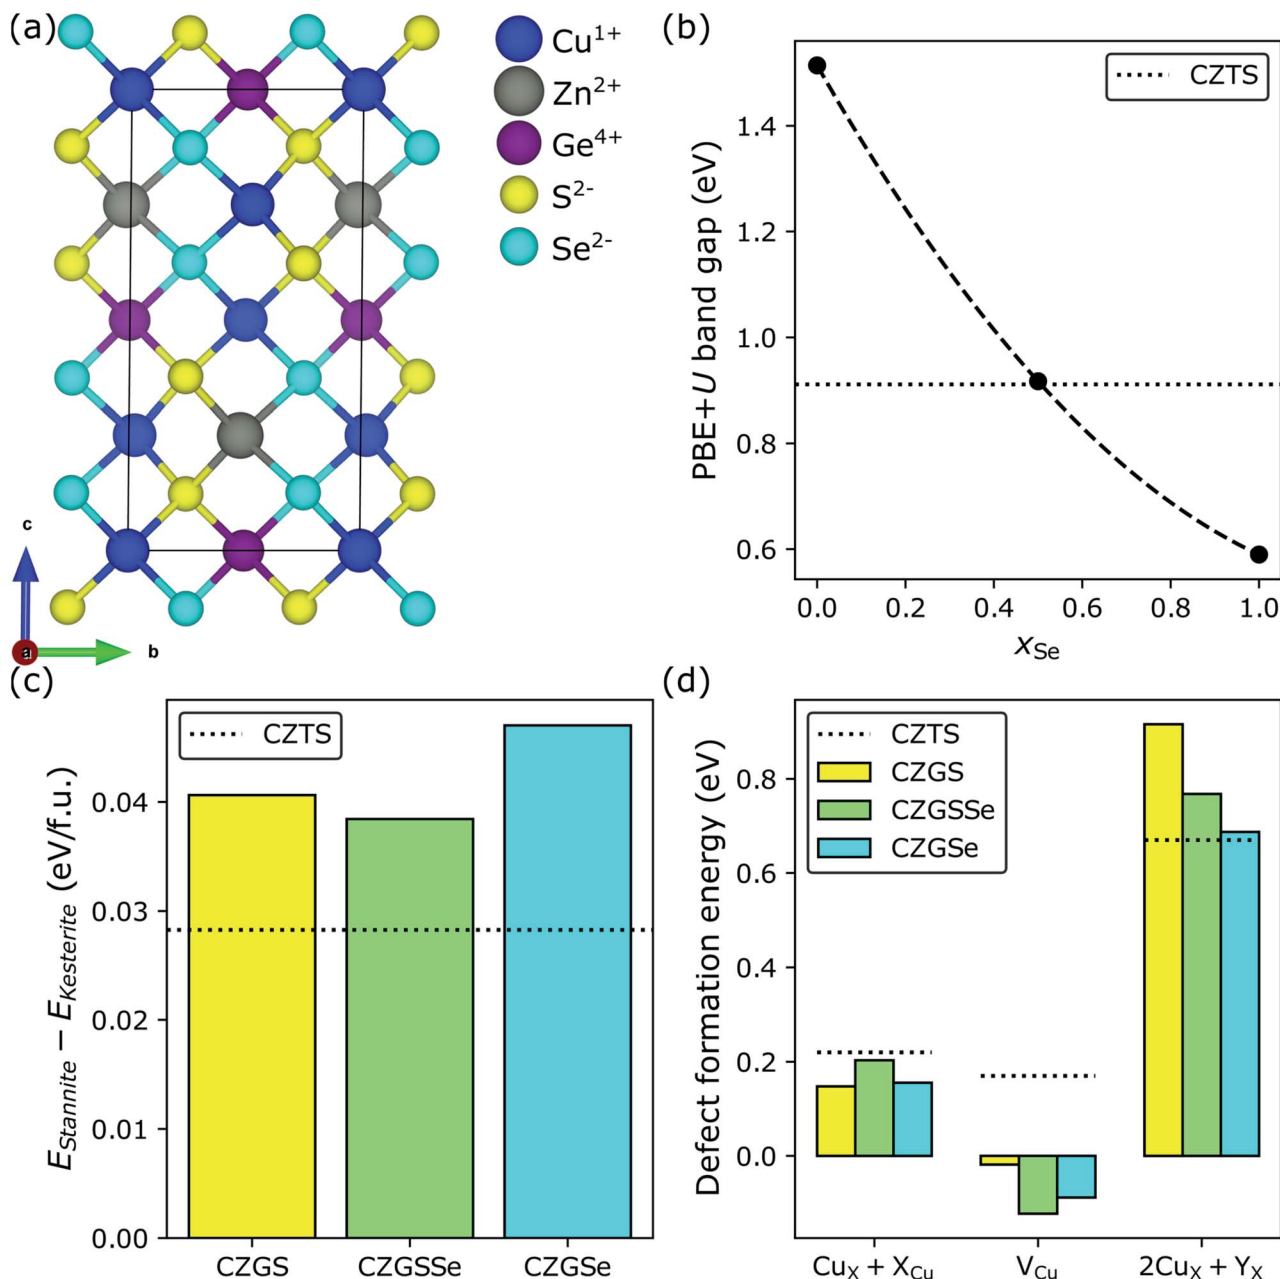 (a)
Cu1+
Zn2+
Ge4+
S2-
Se2-
c
a
b
(b)
CZTS
PBE+U band gap (eV)
1.4
1.2
1.0
0.8
0.6
0.0 0.2 0.4 0.6 0.8 1.0
xSe
(c)
CZTS
EStannite − EKesterite (eV/f.u.)
0.04
0.03
0.02
0.01
0.00
CZGS CZGSSe CZGSe
(d)
CZTS
CZGS
CZGSSe
CZGSe
Defect formation energy (eV)
0.8
0.6
0.4
0.2
0.0
CuX + XCu VCu 2CuX + YX